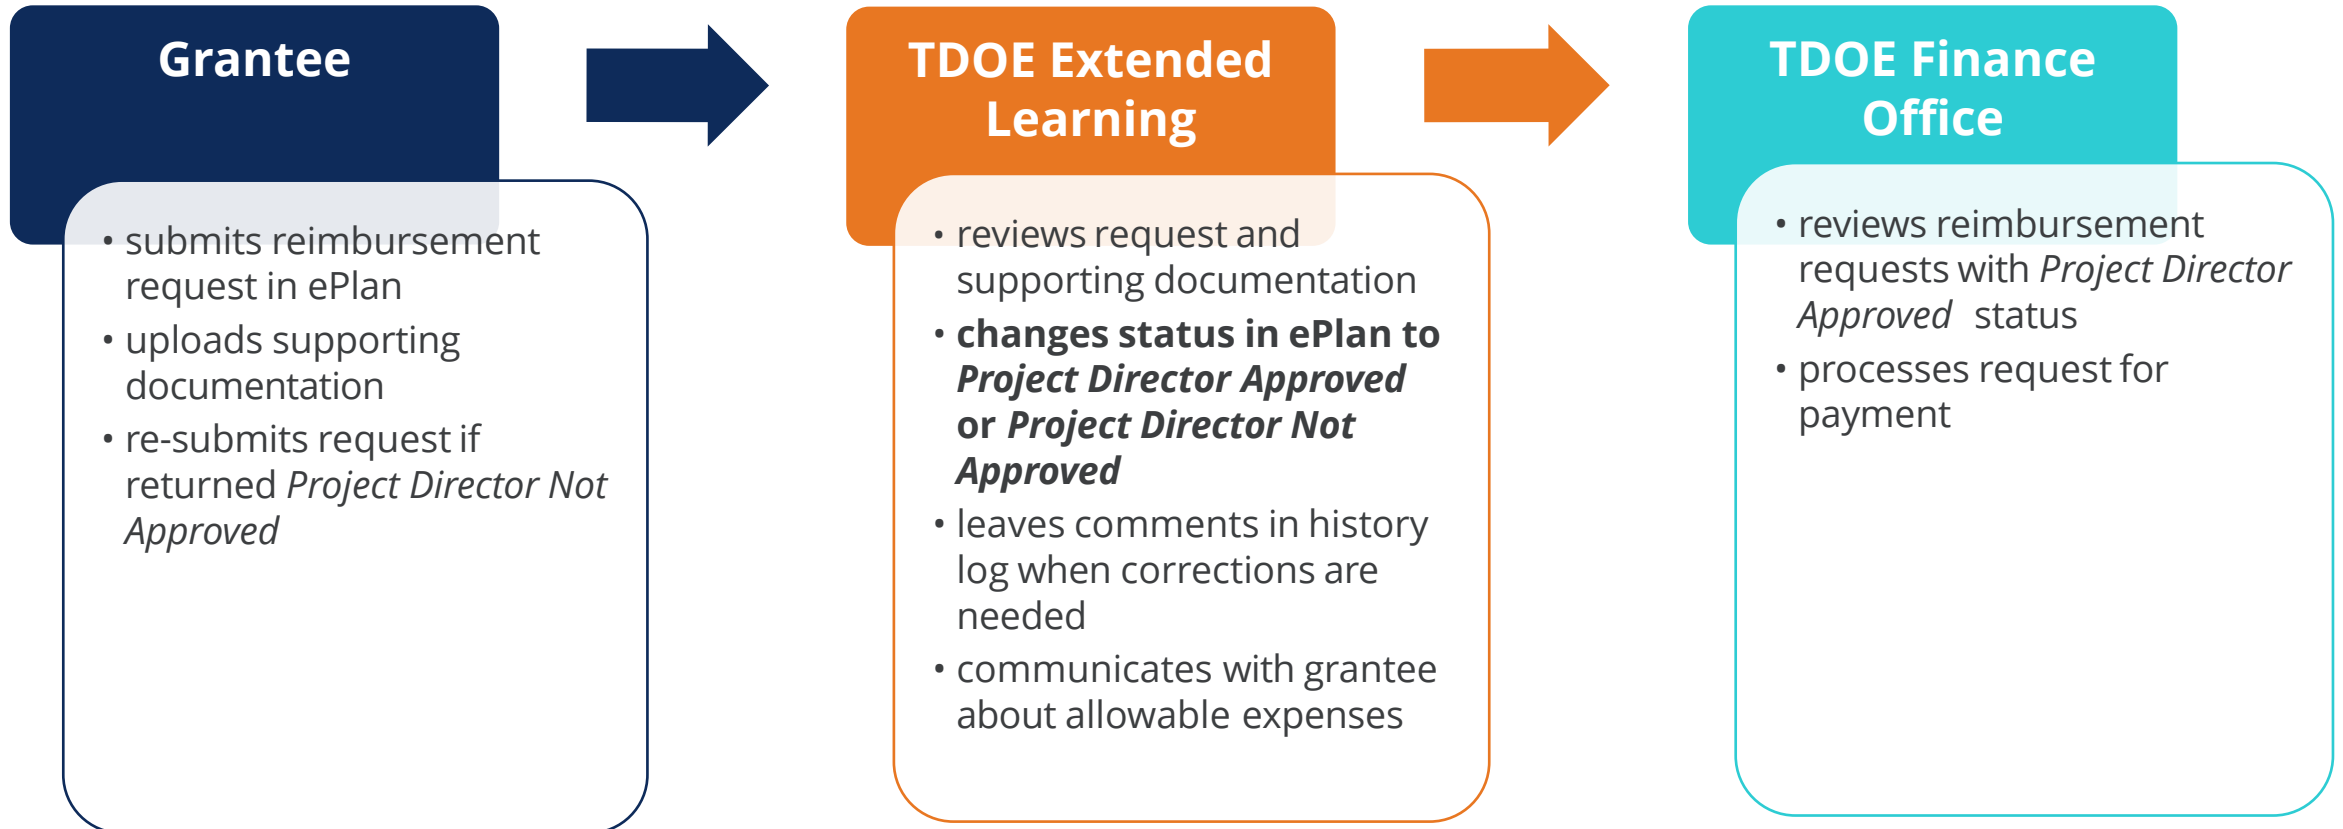 Grantee
• submits reimbursement
request in ePlan
• uploads supporting
documentation
• re-submits request if
returned Project Director Not
Approved
TDOE Extended
Learning
• reviews request and
supporting documentation
• changes status in ePlan to
Project Director Approved
or Project Director Not
Approved
• leaves comments in history
log when corrections are
needed
• communicates with grantee
about allowable expenses
TDOE Finance
Office
• reviews reimbursement
requests with Project Director
Approved status
• processes request for
payment